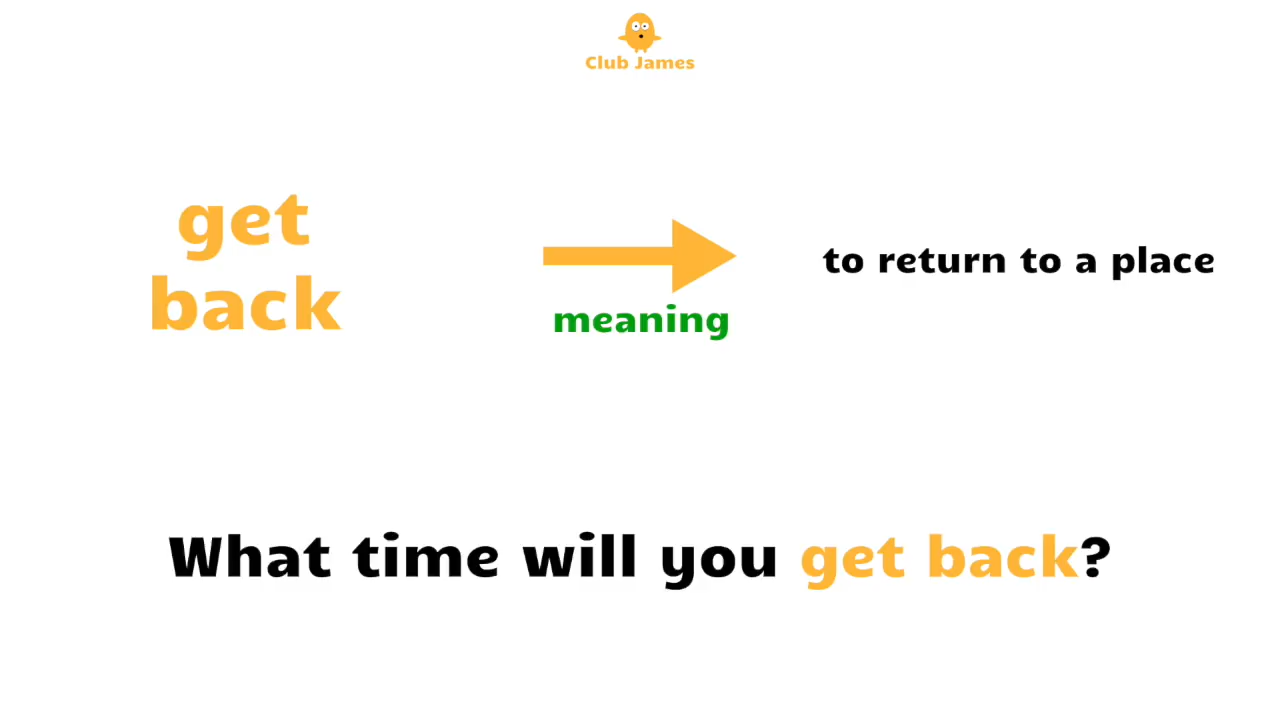 Club James
get
back
to return to a place
meaning
What time will you get back?